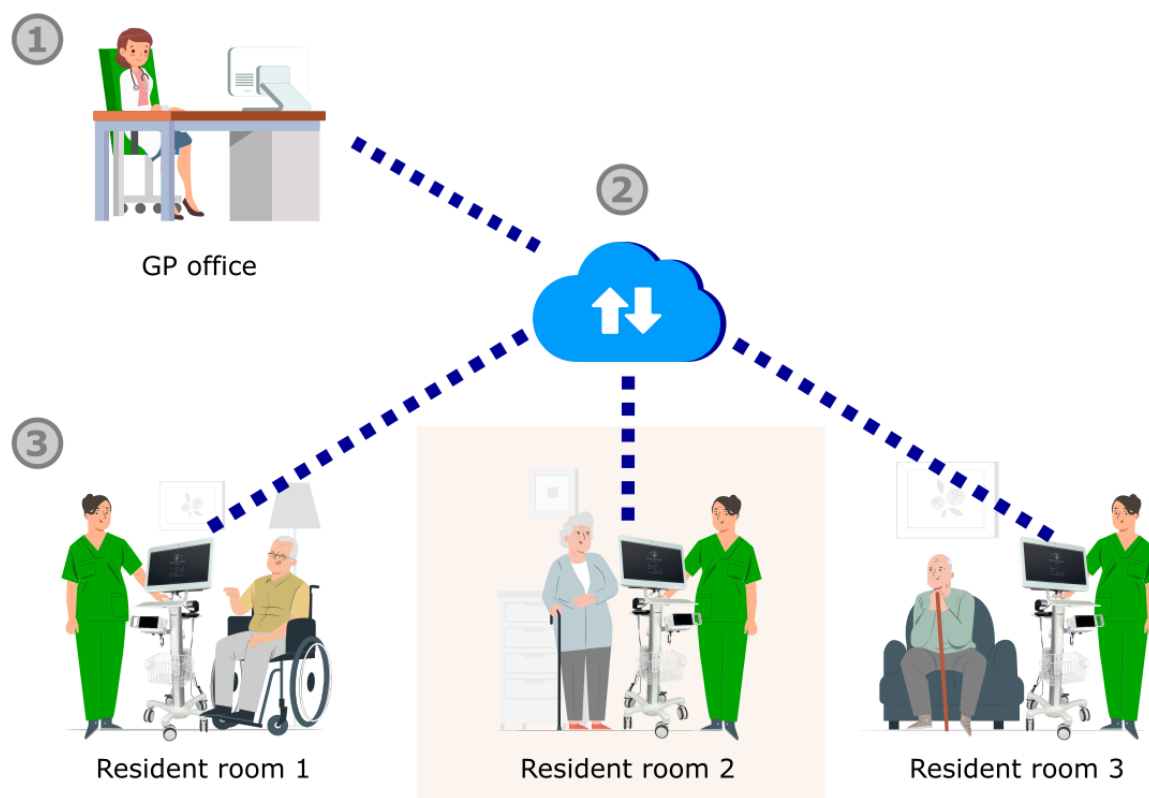 1
GP office
2
3
Resident room 1
Resident room 2
Resident room 3